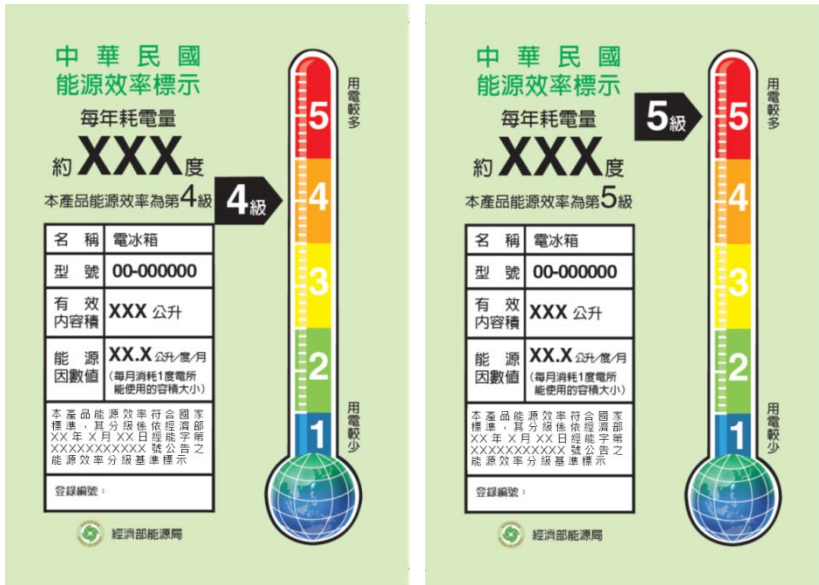 中華民國
能源效率標示
每年耗電量
約XXX度
本產品能源效率為第4級
4級
名稱 電冰箱
型號 00-000000
有效內容積 XXX 公升
能源因數值 XX.X 公升/度/月
(每月消耗1度電所
能使用的容積大小)
本產品能源效率符合國家
標準，其分級係依經濟部
XX年X月XX日經能字第
XXXXXXXXXXX號公告之
能源效率分級基準標示
登錄編號：
經濟部能源局
用電較多
5
4
3
2
1
用電較少
中華民國
能源效率標示
每年耗電量
約XXX度
本產品能源效率為第5級
5級
名稱 電冰箱
型號 00-000000
有效內容積 XXX 公升
能源因數值 XX.X 公升/度/月
(每月消耗1度電所
能使用的容積大小)
本產品能源效率符合國家
標準，其分級係依經濟部
XX年X月XX日經能字第
XXXXXXXXXXX號公告之
能源效率分級基準標示
登錄編號：
經濟部能源局
用電較多
5
4
3
2
1
用電較少